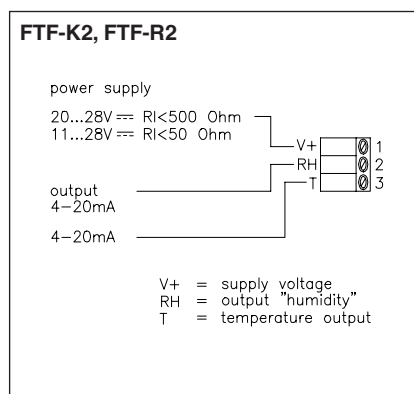 FTF-K2, FTF-R2
power supply
20...28V⎓ RI<500 Ohm
11...28V⎓ RI<50 Ohm
V+ 1
RH 2
T 3
output
4-20mA
4-20mA
V+ = supply voltage
RH = output "humidity"
T = temperature output